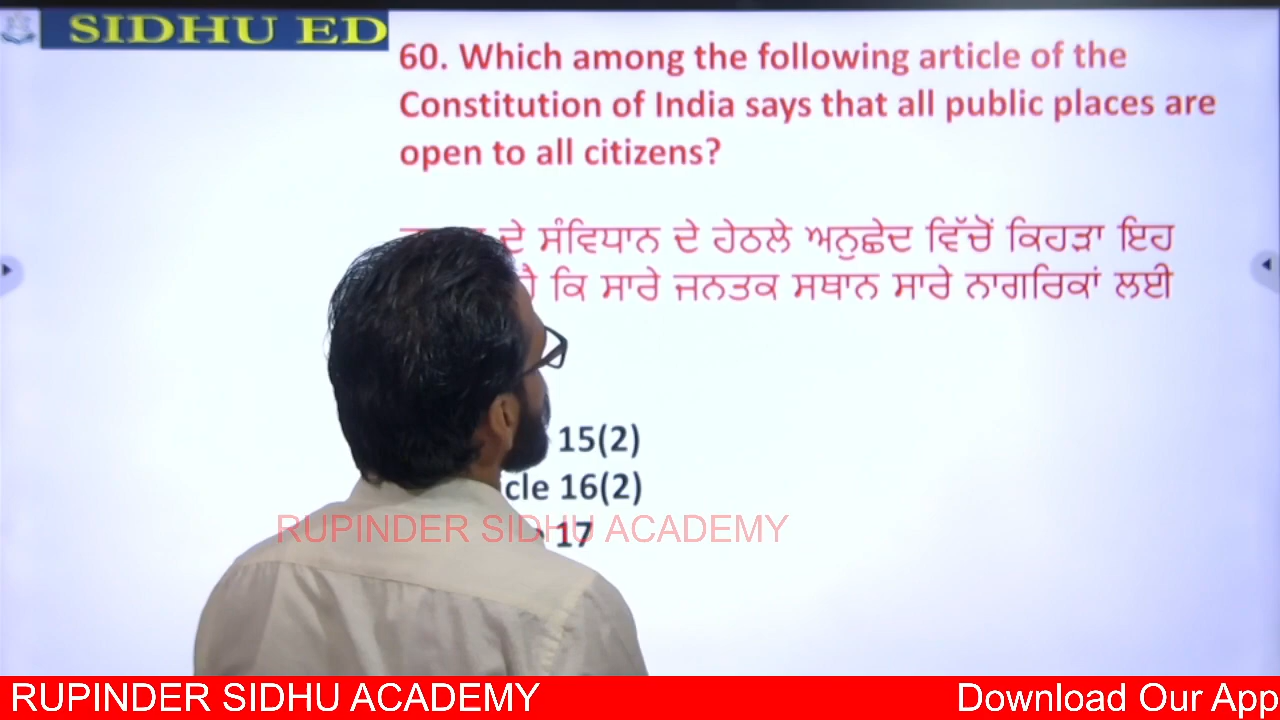 SIDHU ED
60. Which among the following article of the
Constitution of India says that all public places are
open to all citizens?
ਦੇ ਸੰਵਿਧਾਨ ਦੇ ਹੇਠਲੇ ਅਨੁਛੇਦ ਵਿੱਚੋਂ ਕਿਹੜਾ ਇਹ
ਕਿ ਸਾਰੇ ਜਨਤਕ ਸਥਾਨ ਸਾਰੇ ਨਾਗਰਿਕਾਂ ਲਈ
15(2)
cle 16(2)
17
RUPINDER SIDHU ACADEMY
RUPINDER SIDHU ACADEMY
Download Our App